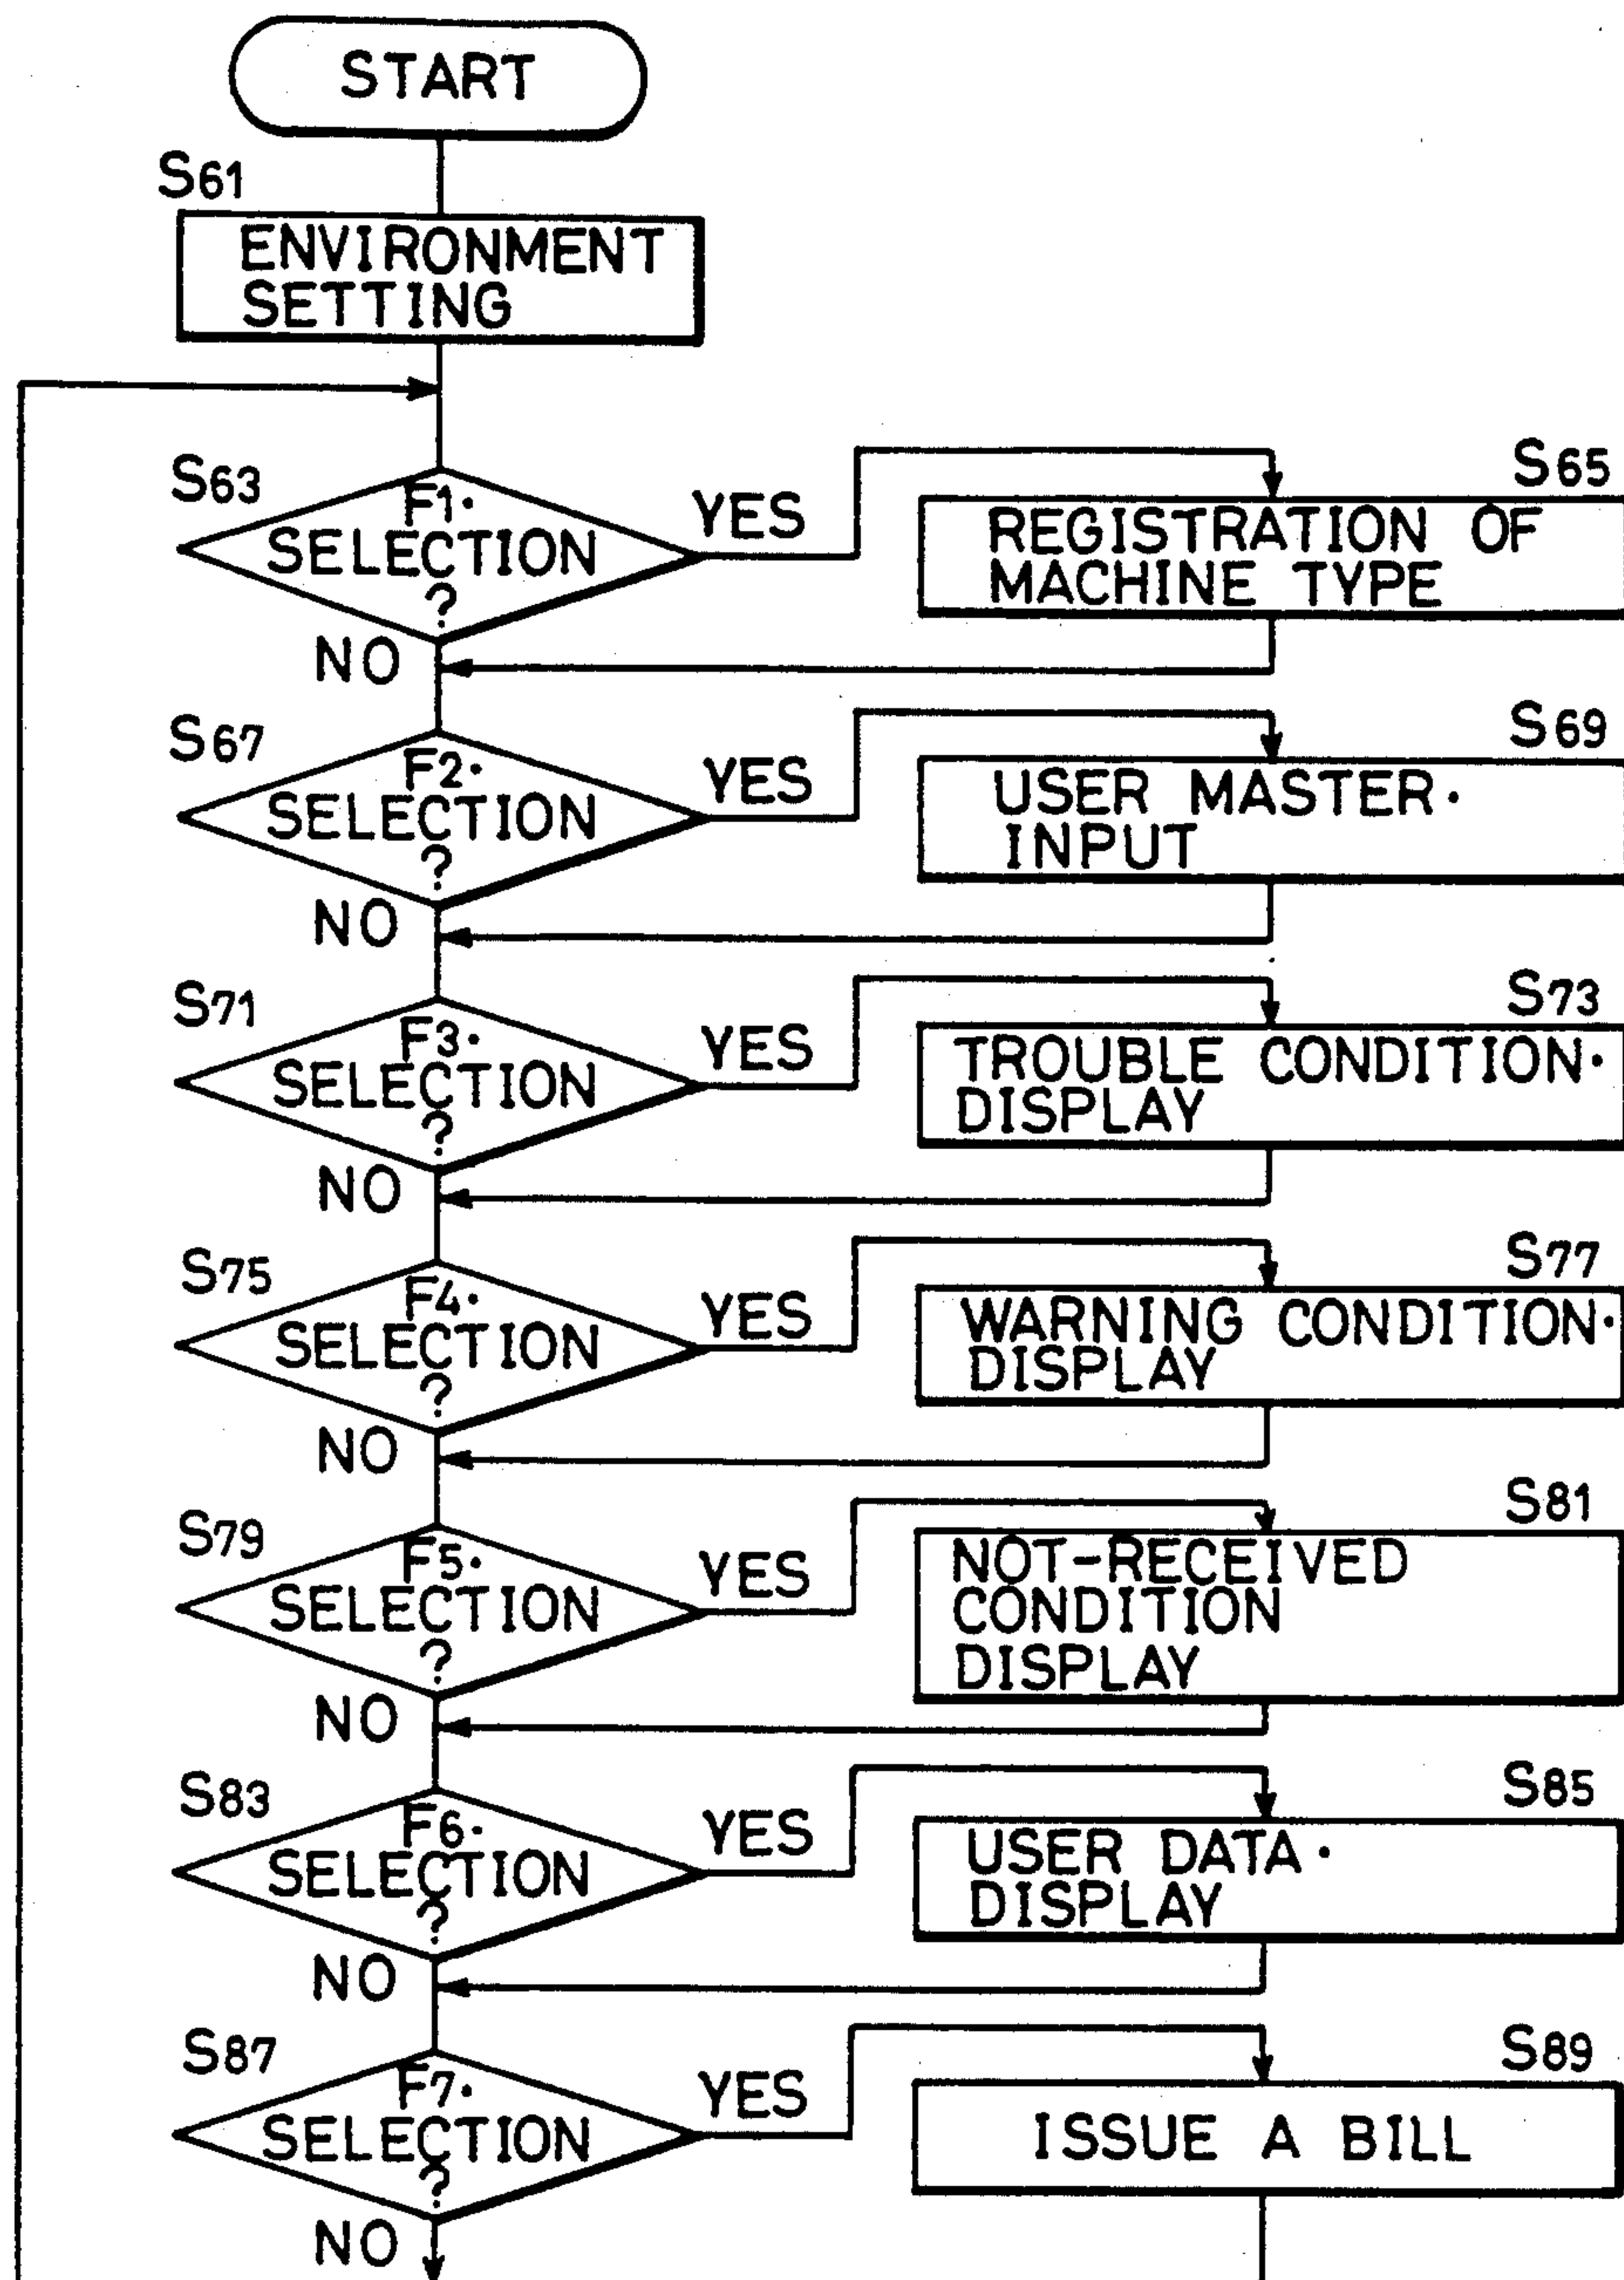 START
S61
ENVIRONMENT
SETTING
S63
F1·
SELECTION
?
YES
NO
S65
REGISTRATION OF
MACHINE TYPE
S67
F2·
SELECTION
?
YES
NO
S69
USER MASTER·
INPUT
S71
F3·
SELECTION
?
YES
NO
S73
TROUBLE CONDITION·
DISPLAY
S75
F4·
SELECTION
?
YES
NO
S77
WARNING CONDITION·
DISPLAY
S79
F5·
SELECTION
?
YES
NO
S81
NOT-RECEIVED
CONDITION
DISPLAY
S83
F6·
SELECTION
?
YES
NO
S85
USER DATA·
DISPLAY
S87
F7·
SELECTION
?
YES
NO
S89
ISSUE A BILL